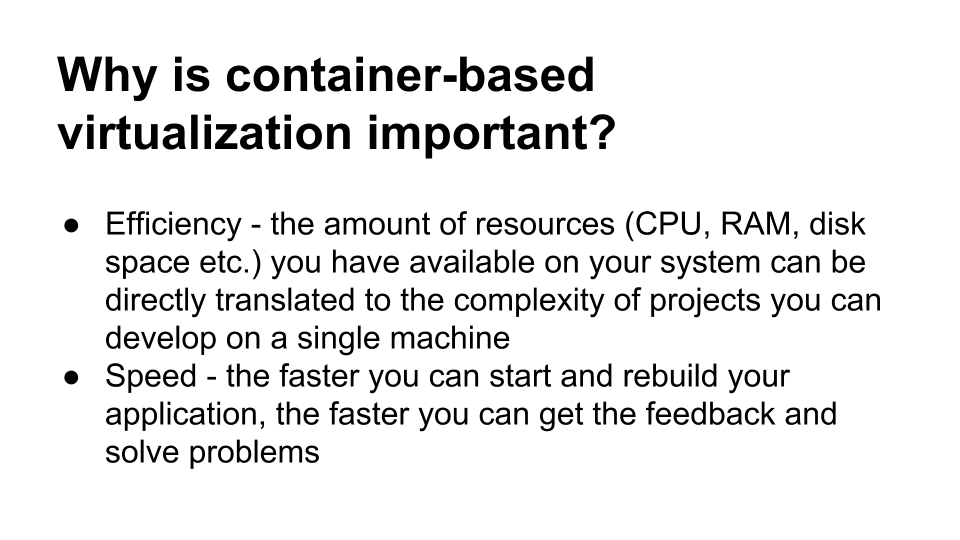 Why is container-based
virtualization important?
● Efficiency - the amount of resources (CPU, RAM, disk
space etc.) you have available on your system can be
directly translated to the complexity of projects you can
develop on a single machine
● Speed - the faster you can start and rebuild your
application, the faster you can get the feedback and
solve problems